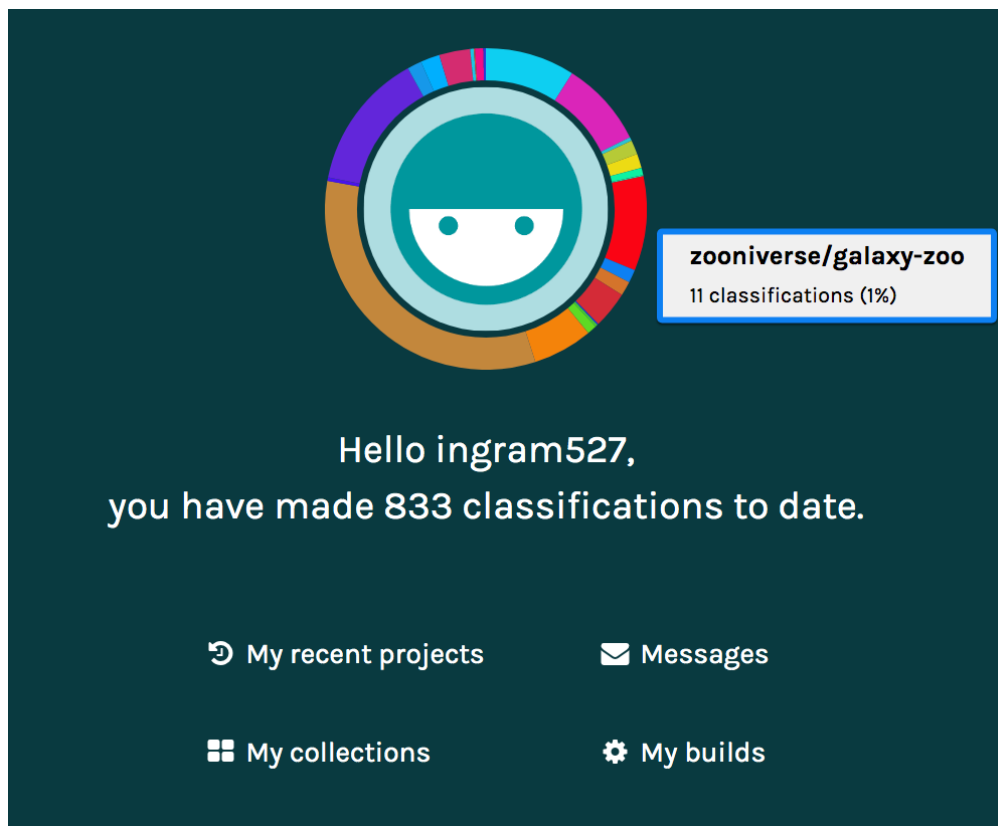 zooniverse/galaxy-zoo
11 classifications (1%)
Hello ingram527,
you have made 833 classifications to date.
My recent projects
Messages
My collections
My builds